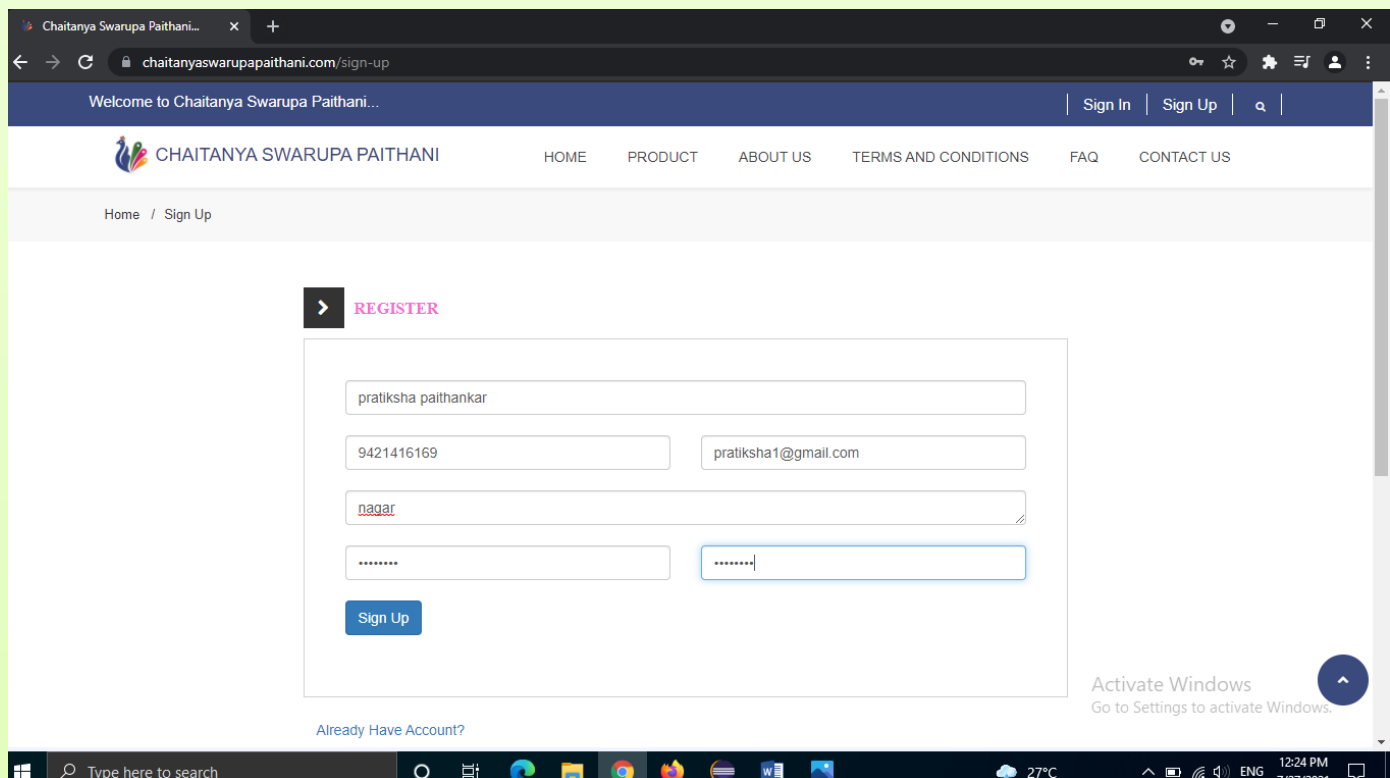 Chaitanya Swarupa Paithani...
chaitanyaswarupapaithani.com/sign-up
Welcome to Chaitanya Swarupa Paithani... Sign In Sign Up
CHAITANYA SWARUPA PAITHANI HOME PRODUCT ABOUT US TERMS AND CONDITIONS FAQ CONTACT US
Home / Sign Up
REGISTER
pratiksha paithankar
9421416169 pratiksha1@gmail.com
nagar
Sign Up
Activate Windows
Go to Settings to activate Windows.
Already Have Account?
Type here to search 27°C ENG 12:24 PM